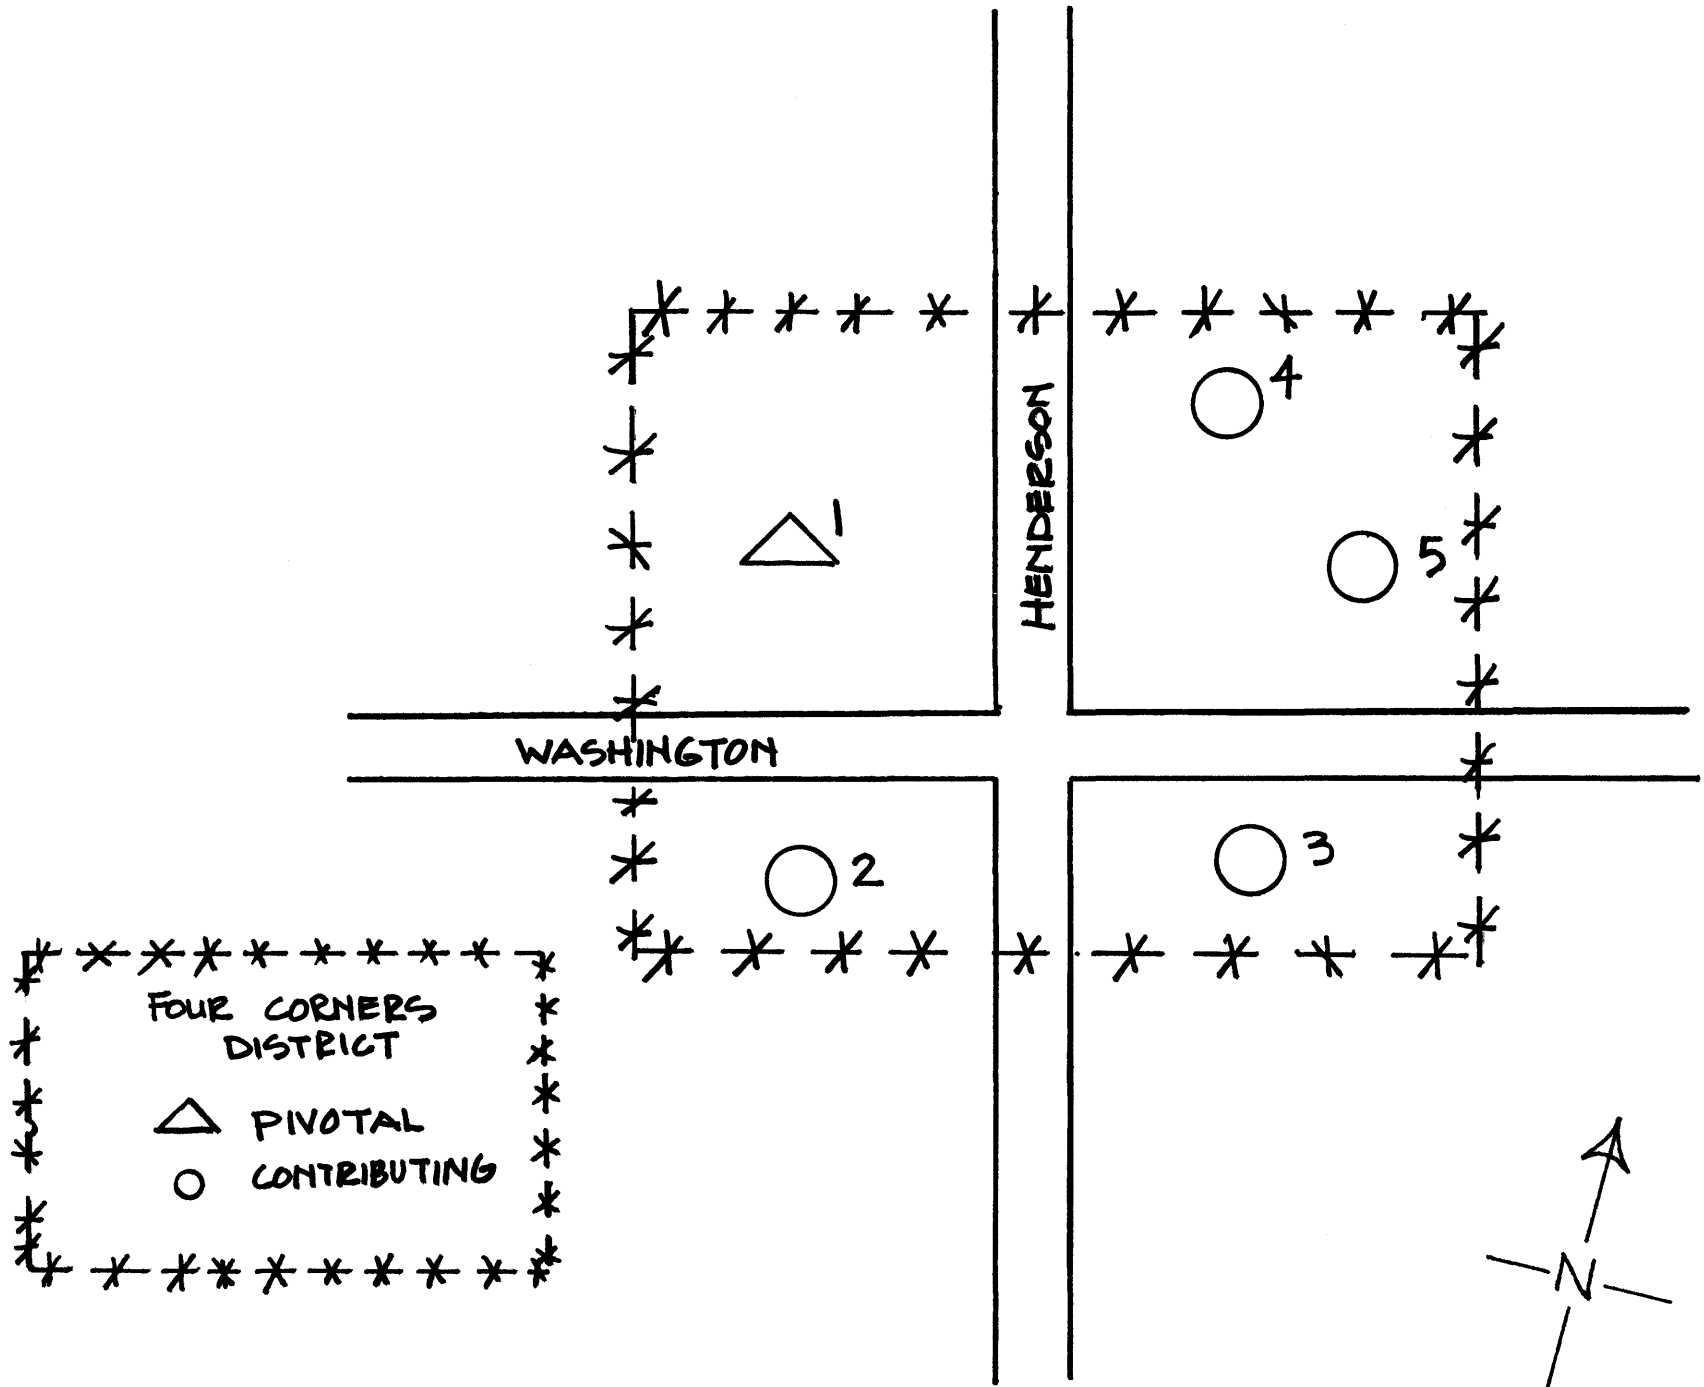 4
HENDERSON
1
5
WASHINGTON
2
3
FOUR CORNERS
DISTRICT
PIVOTAL
CONTRIBUTING
N